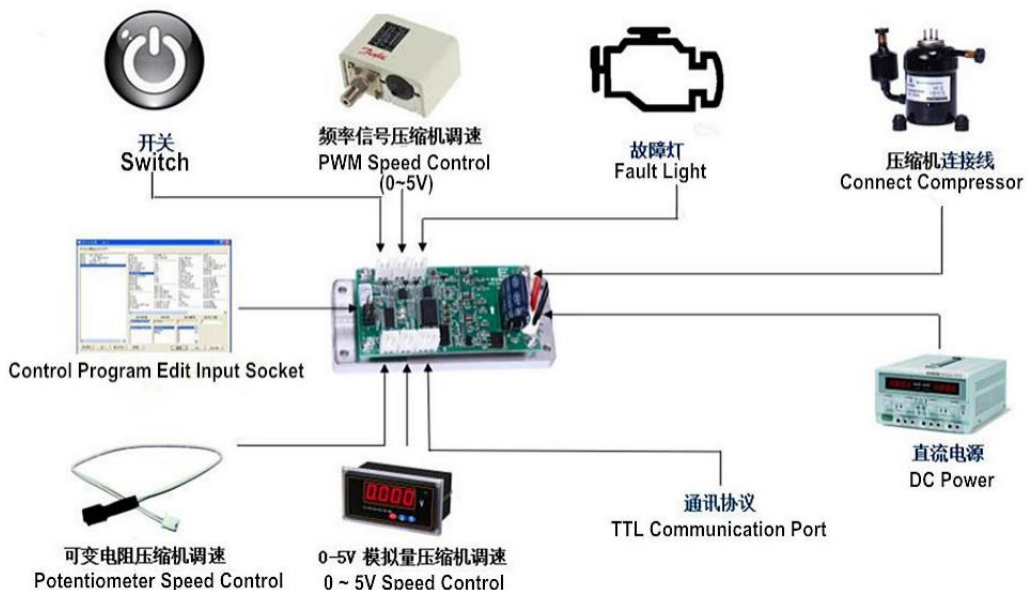 开关
Switch
频率信号压缩机调速
PWM Speed Control
(0~5V)
故障灯
Fault Light
压缩机连接线
Connect Compressor
Control Program Edit Input Socket
直流电源
DC Power
通讯协议
TTL Communication Port
可变电阻压缩机调速
Potentiometer Speed Control
0.000
V
0-5V 模拟量压缩机调速
0 ~ 5V Speed Control